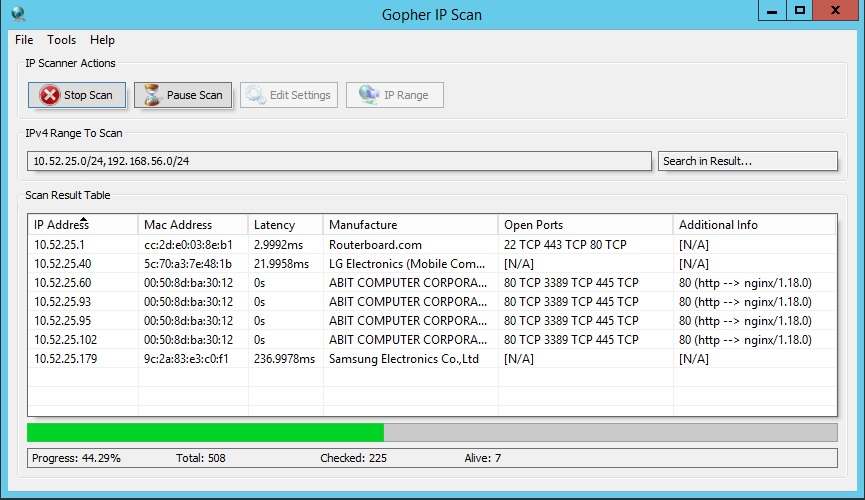 Gopher IP Scan
File Tools Help
IP Scanner Actions
Stop Scan Pause Scan Edit Settings IP Range
IPv4 Range To Scan
10.52.25.0/24,192.168.56.0/24 Search in Result...
Scan Result Table
IP Address Mac Address Latency Manufacture Open Ports Additional Info
10.52.25.1 cc:2d:e0:03:8e:b1 2.9992ms Routerboard.com 22 TCP 443 TCP 80 TCP [N/A]
10.52.25.40 5c:70:a3:7e:48:1b 21.9958ms LG Electronics (Mobile Com... [N/A] [N/A]
10.52.25.60 00:50:8d:ba:30:12 0s ABIT COMPUTER CORPORA... 80 TCP 3389 TCP 445 TCP 80 (http --> nginx/1.18.0)
10.52.25.93 00:50:8d:ba:30:12 0s ABIT COMPUTER CORPORA... 80 TCP 3389 TCP 445 TCP 80 (http --> nginx/1.18.0)
10.52.25.95 00:50:8d:ba:30:12 0s ABIT COMPUTER CORPORA... 80 TCP 3389 TCP 445 TCP 80 (http --> nginx/1.18.0)
10.52.25.102 00:50:8d:ba:30:12 0s ABIT COMPUTER CORPORA... 80 TCP 3389 TCP 445 TCP 80 (http --> nginx/1.18.0)
10.52.25.179 9c:2a:83:e3:c0:f1 236.9978ms Samsung Electronics Co.,Ltd [N/A] [N/A]
Progress: 44.29% Total: 508 Checked: 225 Alive: 7